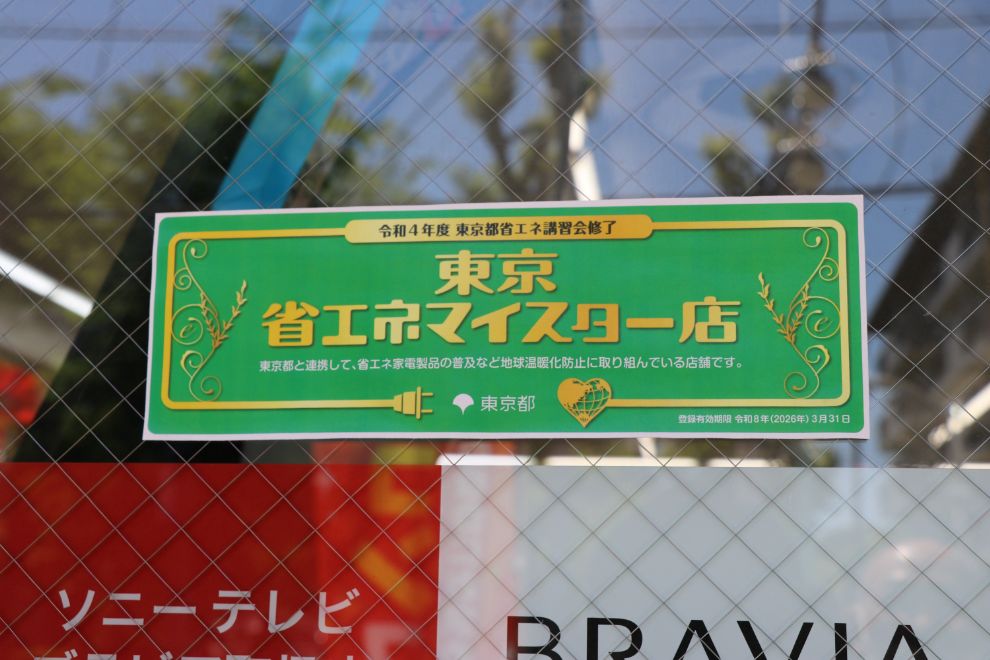 令和4年度 東京都省エネ講習会修了
東京
省エネマイスター店
東京都と連携して、省エネ家電製品の普及など地球温暖化防止に取り組んでいる店舗です。
東京都
登録有効期限 令和8年(2026年)3月31日
ソニーテレビ
BRAVIA